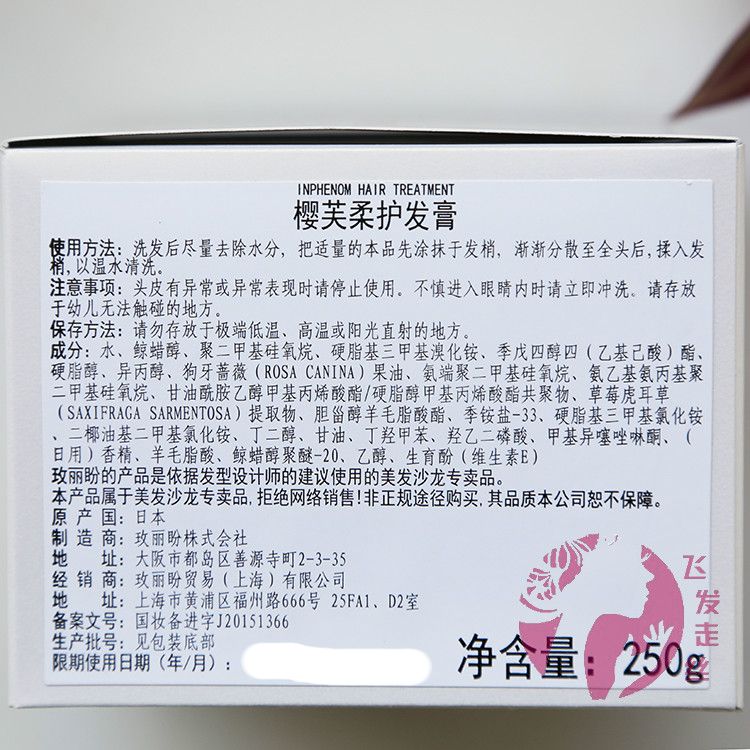 INPHENOM HAIR TREATMENT
樱芙柔护发膏
使用方法：洗发后尽量去除水分，把适量的本品先涂抹于发梢，渐渐分散至全头后,揉入发
梢,以温水清洗。
注意事项：头皮有异常或异常表现时请停止使用。不慎进入眼睛内时请立即冲洗。请存放
于幼儿无法触碰的地方。
保存方法：请勿存放于极端低温、高温或阳光直射的地方。
成分：水、鲸蜡醇、聚二甲基硅氧烷、硬脂基三甲基溴化铵、季戊四醇四（乙基己酸）酯、
硬脂醇、异丙醇、狗牙蔷薇（ROSA CANINA）果油、氨端聚二甲基硅氧烷、氨乙基氨丙基聚
二甲基硅氧烷、甘油酰胺乙醇甲基丙烯酸酯/硬脂醇甲基丙烯酸酯共聚物、草莓虎耳草
（SAXIFRAGA SARMENTOSA）提取物、胆甾醇羊毛脂酸酯、季铵盐-33、硬脂基三甲基氯化铵
、二椰油基二甲基氯化铵、丁二醇、甘油、丁羟甲苯、羟乙二磷酸、甲基异噻唑啉酮、（
日用）香精、羊毛脂酸、鲸蜡醇聚醚-20、乙醇、生育酚（维生素E）
玫丽盼的产品是依据发型设计师的建议使用的美发沙龙专卖品。
本产品属于美发沙龙专卖品,拒绝网络销售!非正规途径购买,其品质本公司恕不保障。
原 产 国：日本
制 造 商：玫丽盼株式会社
地 址：大阪市都岛区善源寺町2-3-35
经 销 商：玫丽盼贸易（上海）有限公司
地 址：上海市黄浦区福州路666号 25FA1、D2室
备案文号：国妆备进字J20151366
生产批号：见包装底部
限期使用日期（年/月）：
净含量：250g
飞发走丝